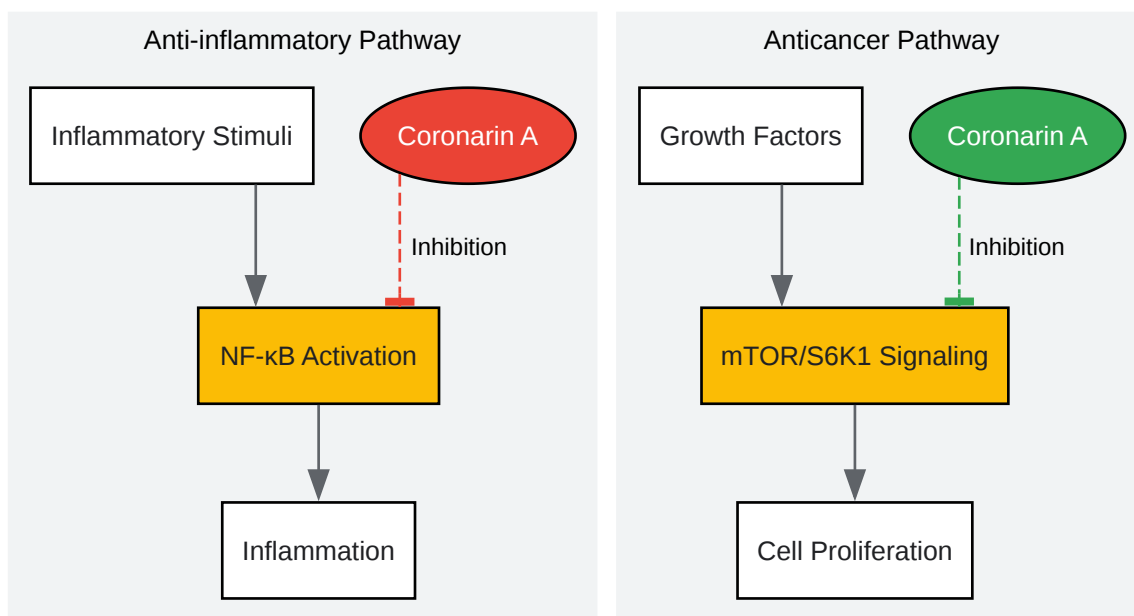 Anti-inflammatory Pathway
Inflammatory Stimuli
Coronarin A
Inhibition
NF-κB Activation
Inflammation
Anticancer Pathway
Growth Factors
Coronarin A
Inhibition
mTOR/S6K1 Signaling
Cell Proliferation